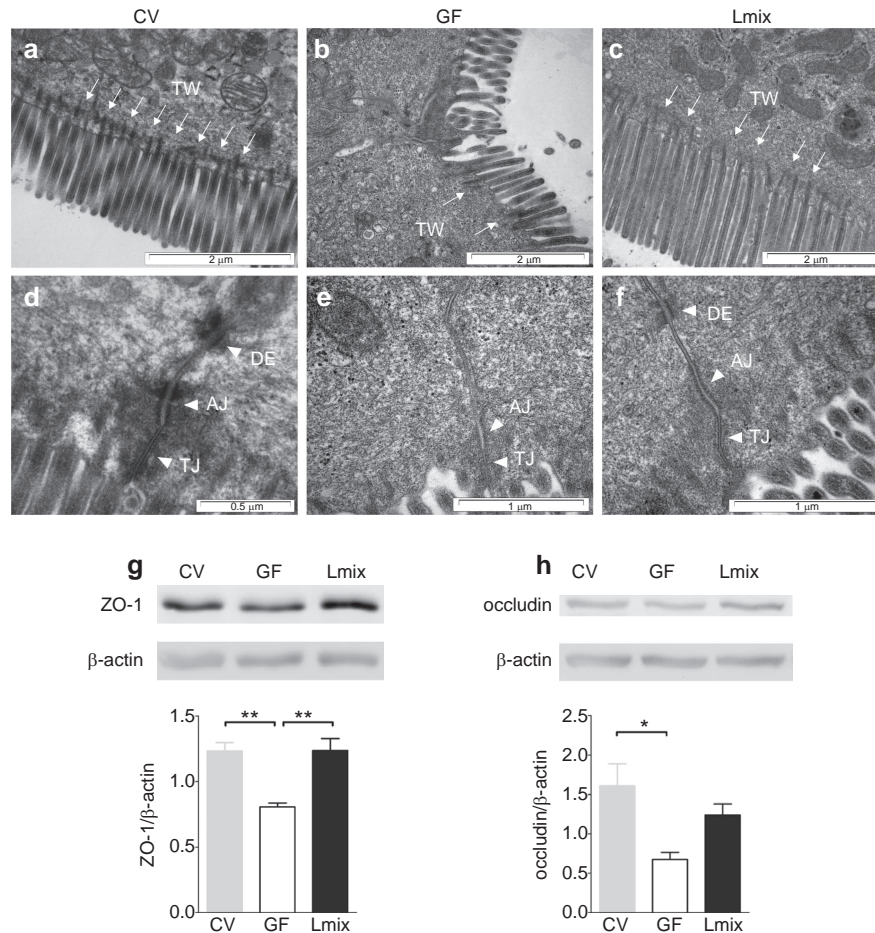 CV GF Lmix
a b c
TW
TW
TW
2 μm 2 μm 2 μm
d e f
DE
AJ
TJ
AJ
TJ
DE
AJ
TJ
0.5 μm 1 μm 1 μm
g
CV GF Lmix
ZO-1
β-actin
ZO-1/β-actin
1.5
1.0
0.5
0.0
** **
CV GF Lmix
h
CV GF Lmix
occludin
β-actin
occludin/β-actin
2.5
2.0
1.5
1.0
0.5
0.0
*
CV GF Lmix